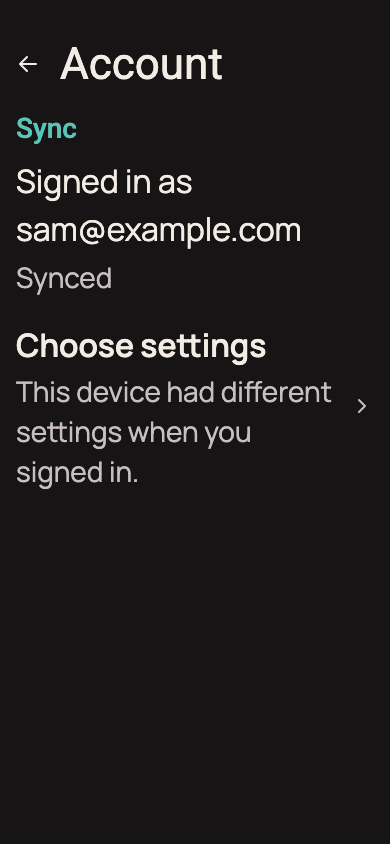 Account
Sync
Signed in as
sam@example.com
Synced
Choose settings
This device had different
settings when you
signed in.